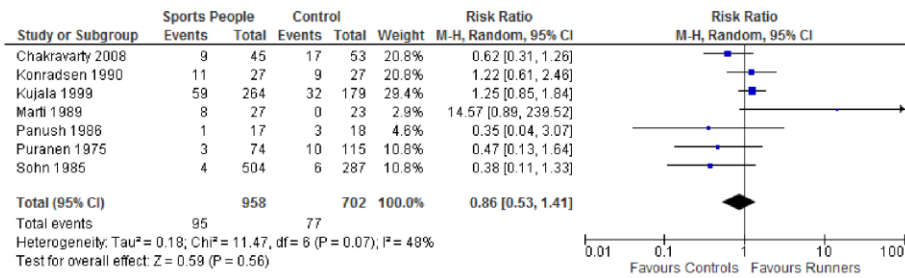 Sports People Control Risk Ratio Risk Ratio
Study or Subgroup Events Total Events Total Weight M-H, Random, 95% CI M-H, Random, 95% CI
Chakravarty 2008 9 45 17 53 20.8% 0.62 [0.31, 1.26]
Konradsen 1990 11 27 9 27 20.8% 1.22 [0.61, 2.46]
Kujala 1999 59 264 32 179 29.4% 1.25 [0.85, 1.84]
Marti 1989 8 27 0 23 2.9% 14.57 [0.89, 239.52]
Panush 1986 1 17 3 18 4.6% 0.35 [0.04, 3.07]
Puranen 1975 3 74 10 115 10.8% 0.47 [0.13, 1.64]
Sohn 1985 4 504 6 287 10.8% 0.38 [0.11, 1.33]
Total (95% CI) 958 702 100.0% 0.86 [0.53, 1.41]
Total events 95 77
Heterogeneity: Tau² = 0.18; Chi² = 11.47, df = 6 (P = 0.07); I² = 48%
Test for overall effect: Z = 0.59 (P = 0.56)
0.01 0.1 1 10 100
Favours Controls Favours Runners